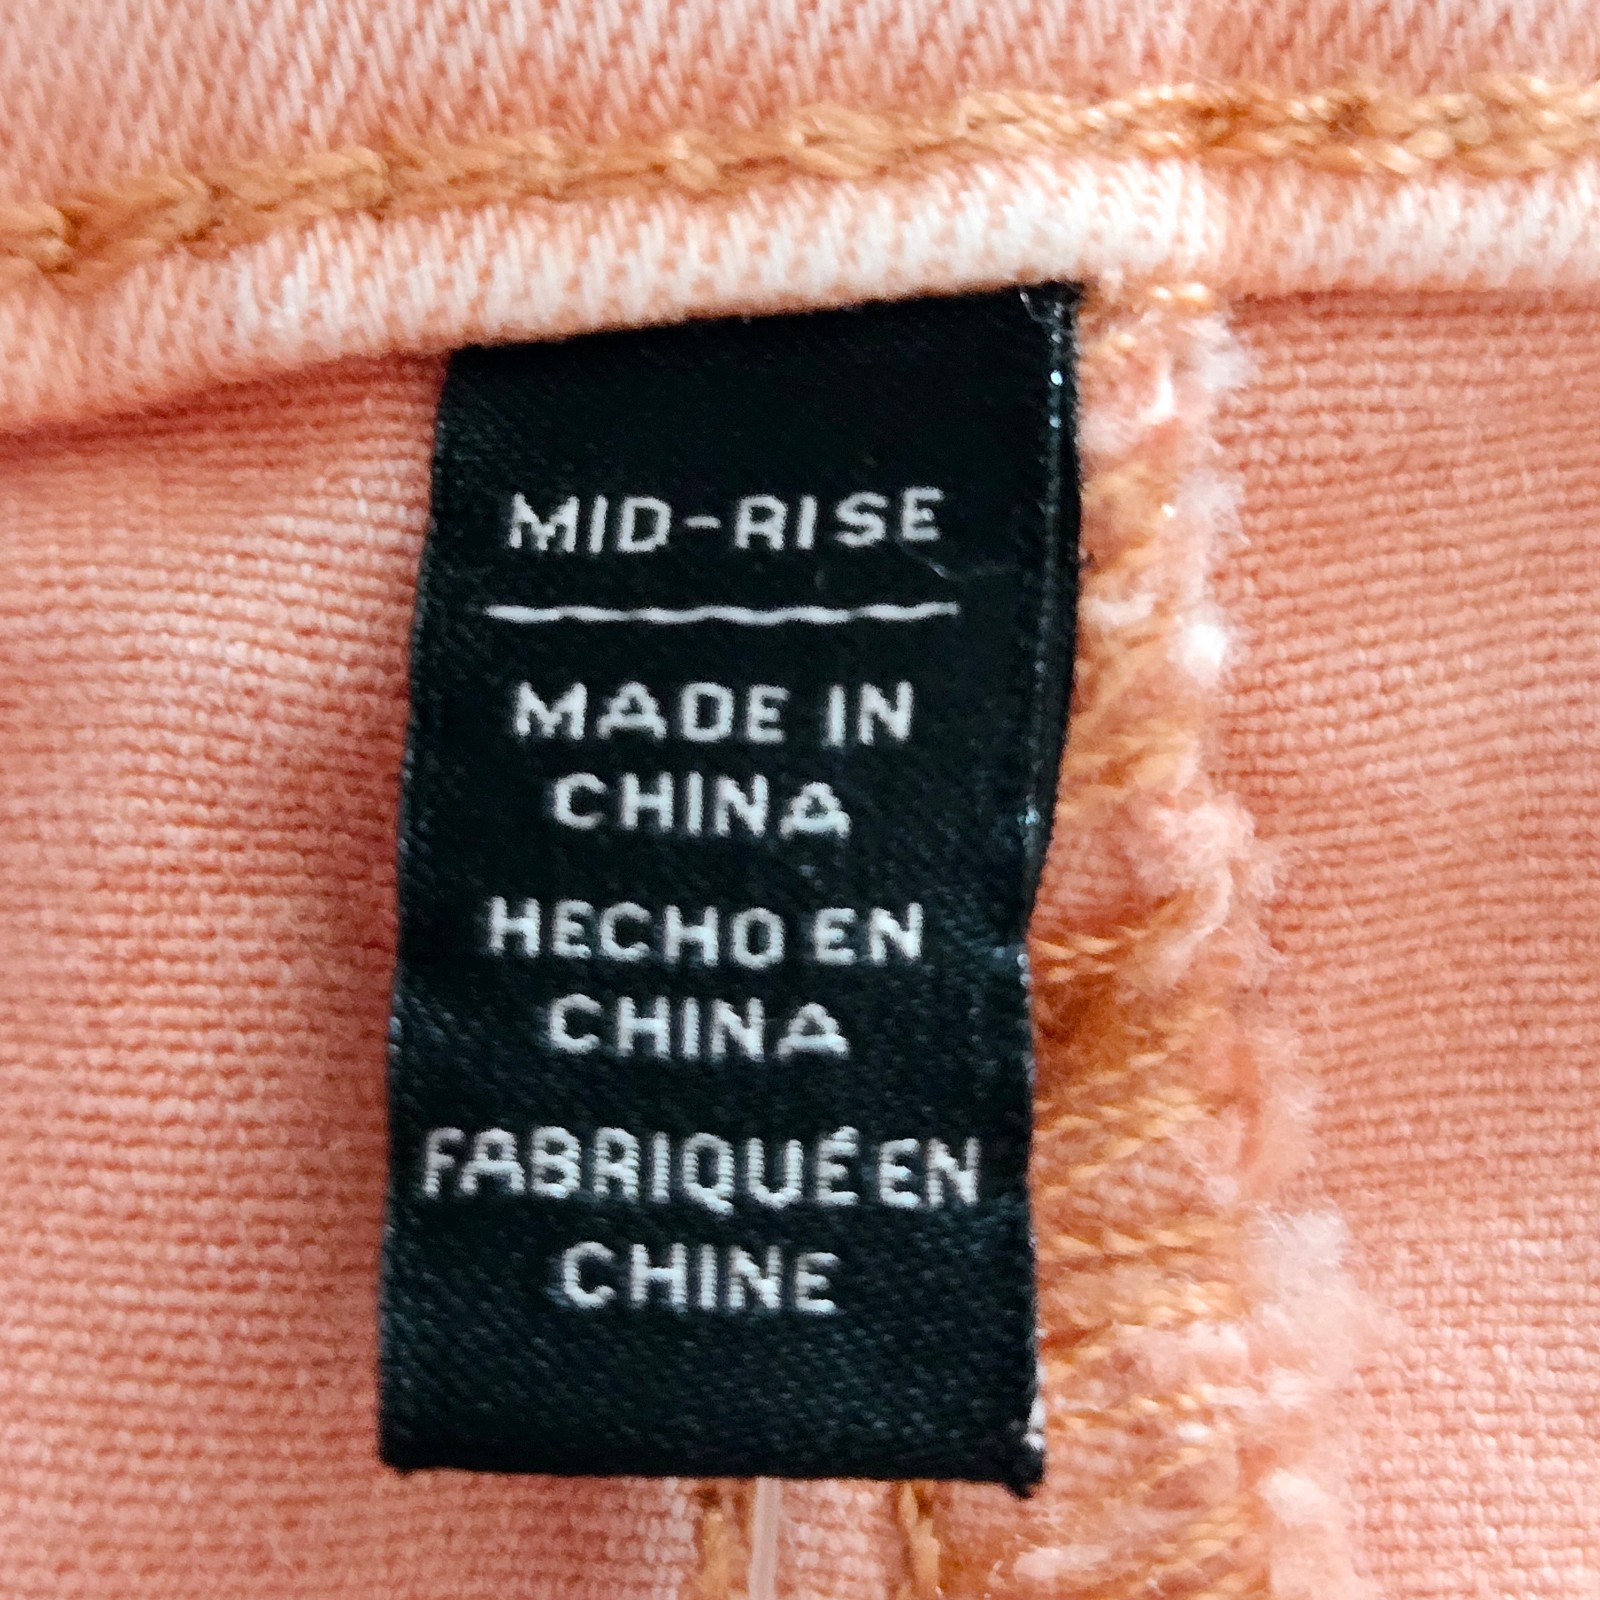 MID-RISE
MADE IN
CHINA
HECHO EN
CHINA
FABRIQUÉ EN
CHINE